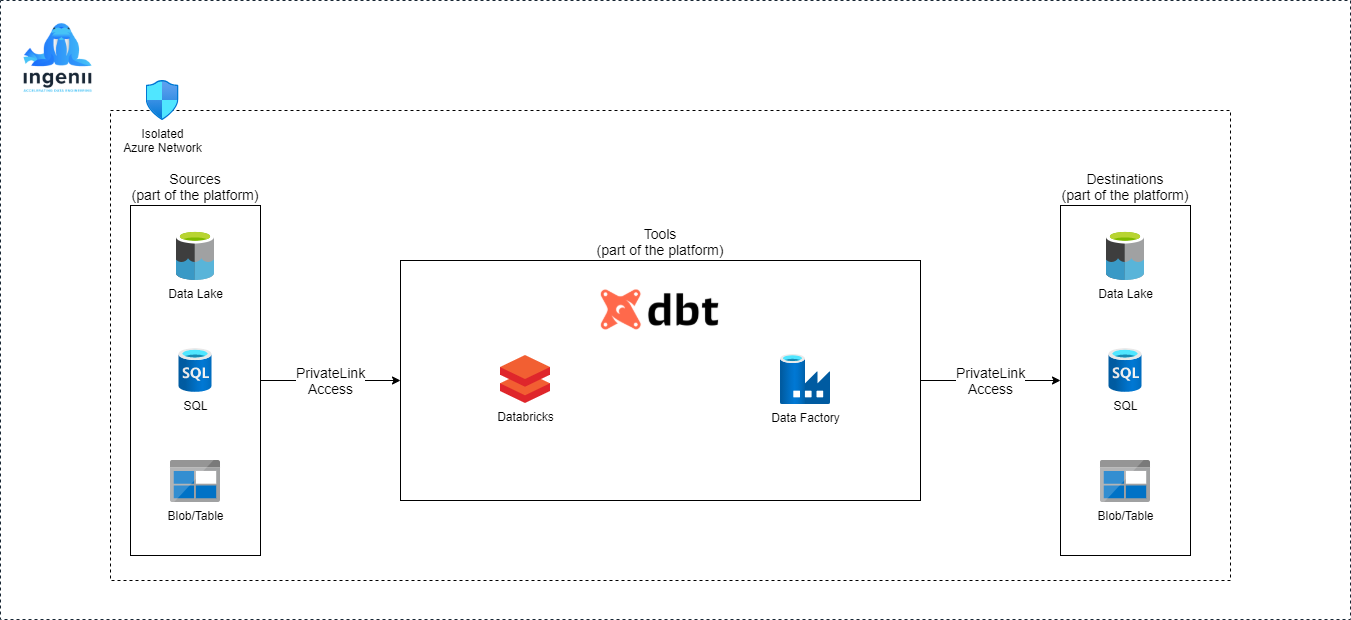 ingenii
Isolated
Azure Network
Sources
(part of the platform)
Data Lake
SQL
SQL
Blob/Table
PrivateLink
Access
Tools
(part of the platform)
dbt
Databricks
Data Factory
PrivateLink
Access
Destinations
(part of the platform)
Data Lake
SQL
SQL
Blob/Table